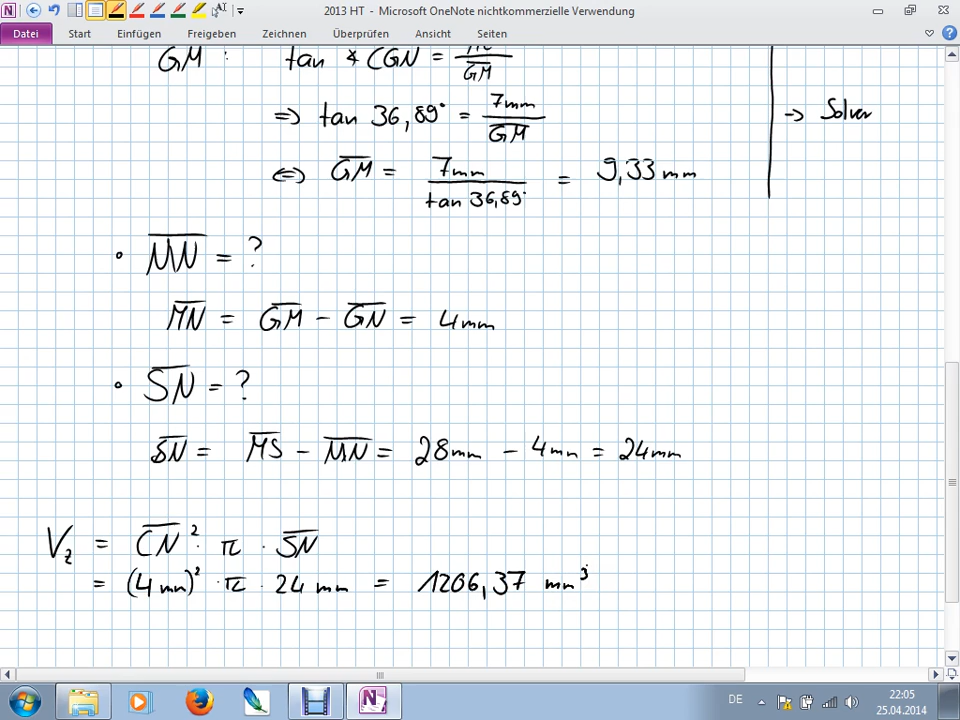 2013 HT - Microsoft OneNote nichtkommerzielle Verwendung
Datei Start Einfügen Freigeben Zeichnen Überprüfen Ansicht Seiten
GM : tan ∢ CGN = / GM
⇒ tan 36,89° = 7mm / GM
→ Solver
⇔ GM = 7mm / tan 36,89° = 9,33 mm
• MN = ?
MN = GM - GN = 4mm
• SN = ?
SN = MS - MN = 28mm - 4mm = 24mm
V₂ = CN² · π · SN
= (4mm)² · π · 24 mm = 1206,37 mm³
DE 22:05
25.04.2014